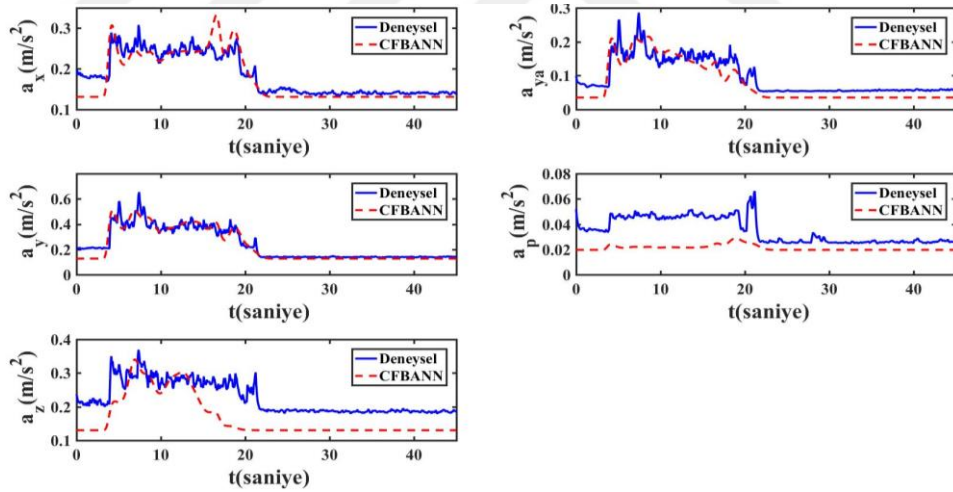 0.3
0.2
0.1
a_x(m/s²)
Deneysel
CFBANN
0 10 20 30 40
t(saniye)
0.2
0.1
0
a_ya(m/s²)
Deneysel
CFBANN
0 10 20 30 40
t(saniye)
0.6
0.4
0.2
0
a_y(m/s²)
Deneysel
CFBANN
0 10 20 30 40
t(saniye)
0.08
0.06
0.04
0.02
0
a_p(m/s²)
Deneysel
CFBANN
0 10 20 30 40
t(saniye)
0.4
0.3
0.2
0.1
a_z(m/s²)
Deneysel
CFBANN
0 10 20 30 40
t(saniye)